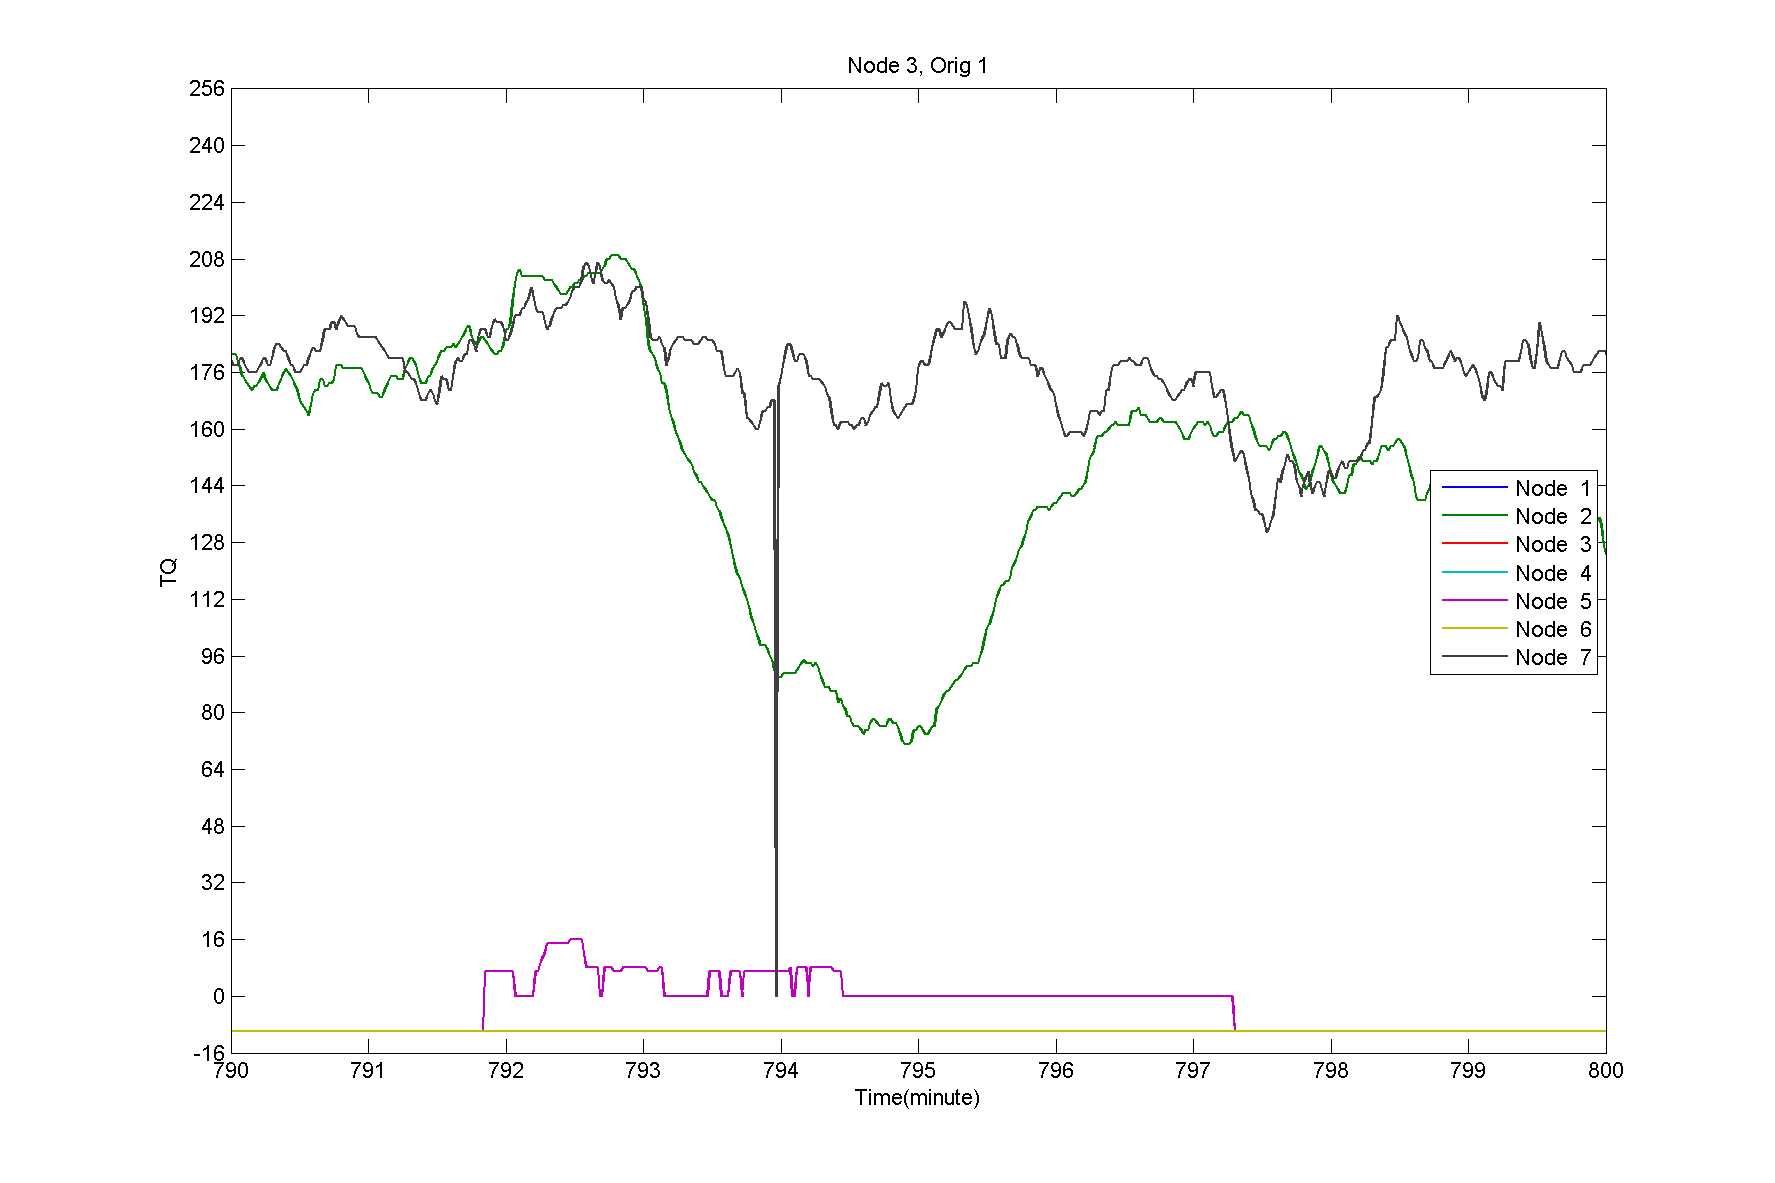 Node 3, Orig 1
256
240
224
208
192
176
160
144
128
112
96
80
64
48
32
16
0
-16
TQ
790 791 792 793 794 795 796 797 798 799 800
Time(minute)
Node 1
Node 2
Node 3
Node 4
Node 5
Node 6
Node 7